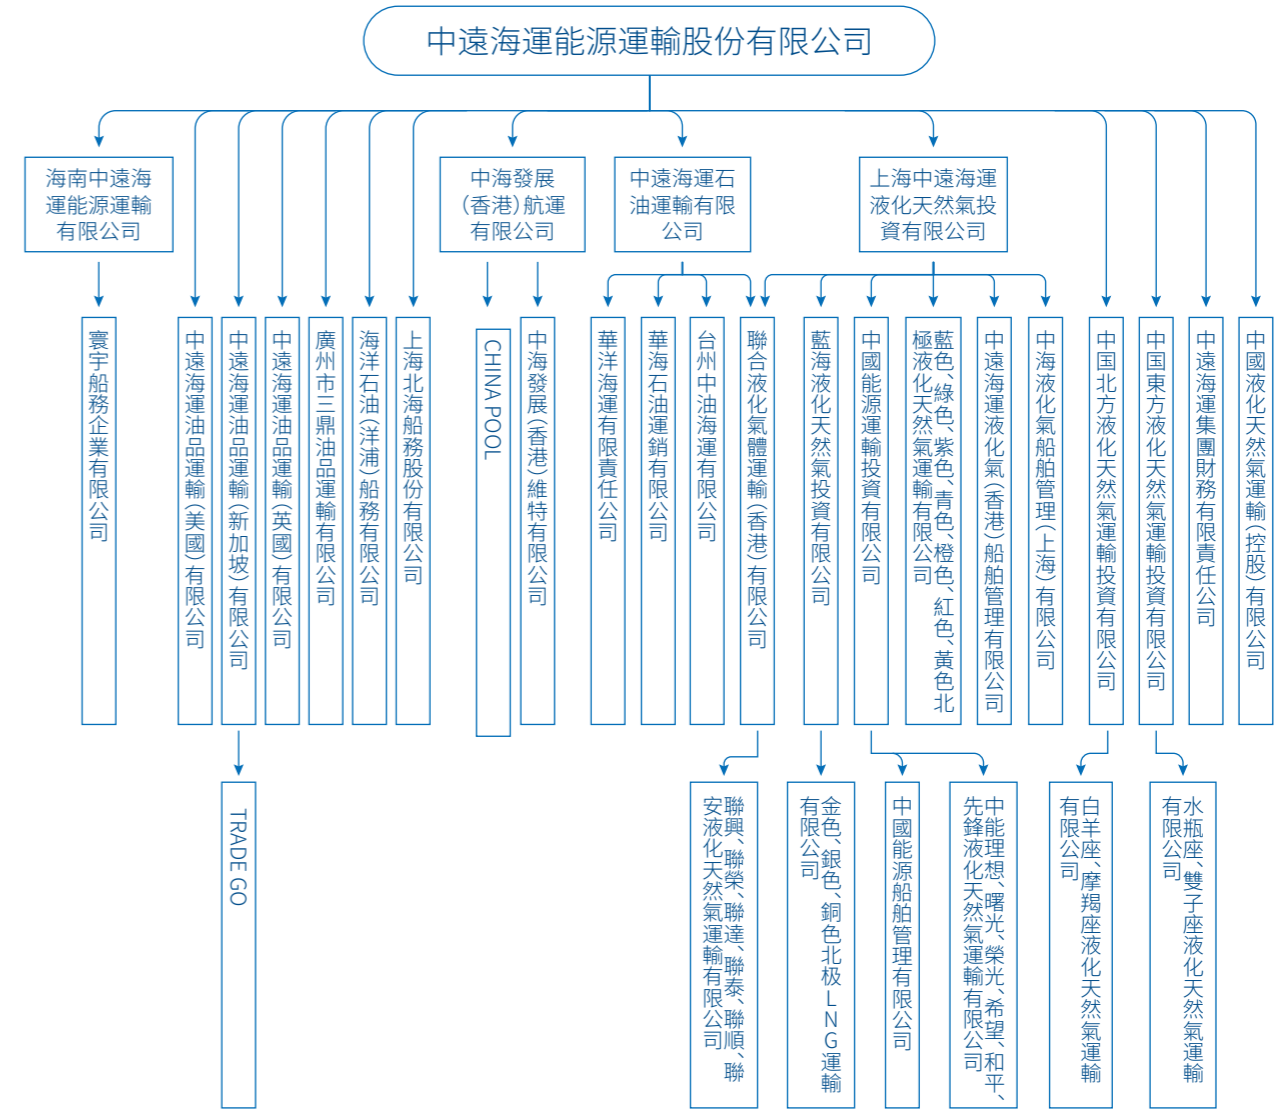 中遠海運能源運輸股份有限公司
海南中遠海
運能源運輸
有限公司
中海發展
（香港）航運
有限公司
中遠海運石
油運輸有限
公司
上海中遠海運
液化天然氣投
資有限公司
寰宇船務企業有限公司
中遠海運油品運輸（美國）有限公司
中遠海運油品運輸（新加坡）有限公司
中遠海運油品運輸（英國）有限公司
廣州市三鼎油品運輸有限公司
海洋石油（洋浦）船務有限公司
上海北海船務股份有限公司
CHINA POOL
中海發展（香港）維特有限公司
華洋海運有限責任公司
華海石油運銷有限公司
台州中油海運有限公司
聯合液化氣體運輸（香港）有限公司
藍海液化天然氣投資有限公司
中國能源運輸投資有限公司
藍色、綠色、紫色、青色、橙色、紅色、黃色北
極液化天然氣運輸有限公司
中遠海運液化氣（香港）船舶管理有限公司
中海液化氣船舶管理（上海）有限公司
中国北方液化天然氣運輸投資有限公司
中国東方液化天然氣運輸投資有限公司
中遠海運集團財務有限責任公司
中國液化天然氣運輸（控股）有限公司
TRADE GO
聯興、聯榮、聯達、聯泰、聯順、聯
安液化天然氣運輸有限公司
金色、銀色、銅色北极LNG運輸
有限公司
中國能源船舶管理有限公司
中能理想、曙光、榮光、希望、和平、
先鋒液化天然氣運輸有限公司
白羊座、摩羯座液化天然氣運輸
有限公司
水瓶座、雙子座液化天然氣運輸
有限公司